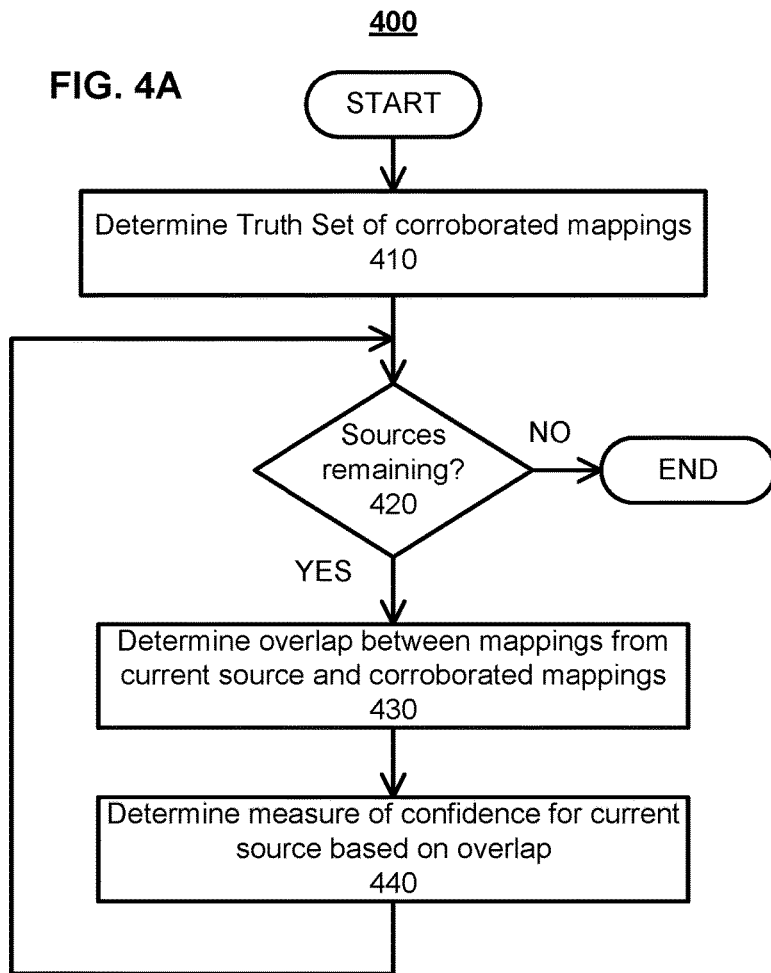 400
FIG. 4A
START
Determine Truth Set of corroborated mappings
410
Sources
remaining?
420
NO
END
YES
Determine overlap between mappings from
current source and corroborated mappings
430
Determine measure of confidence for current
source based on overlap
440